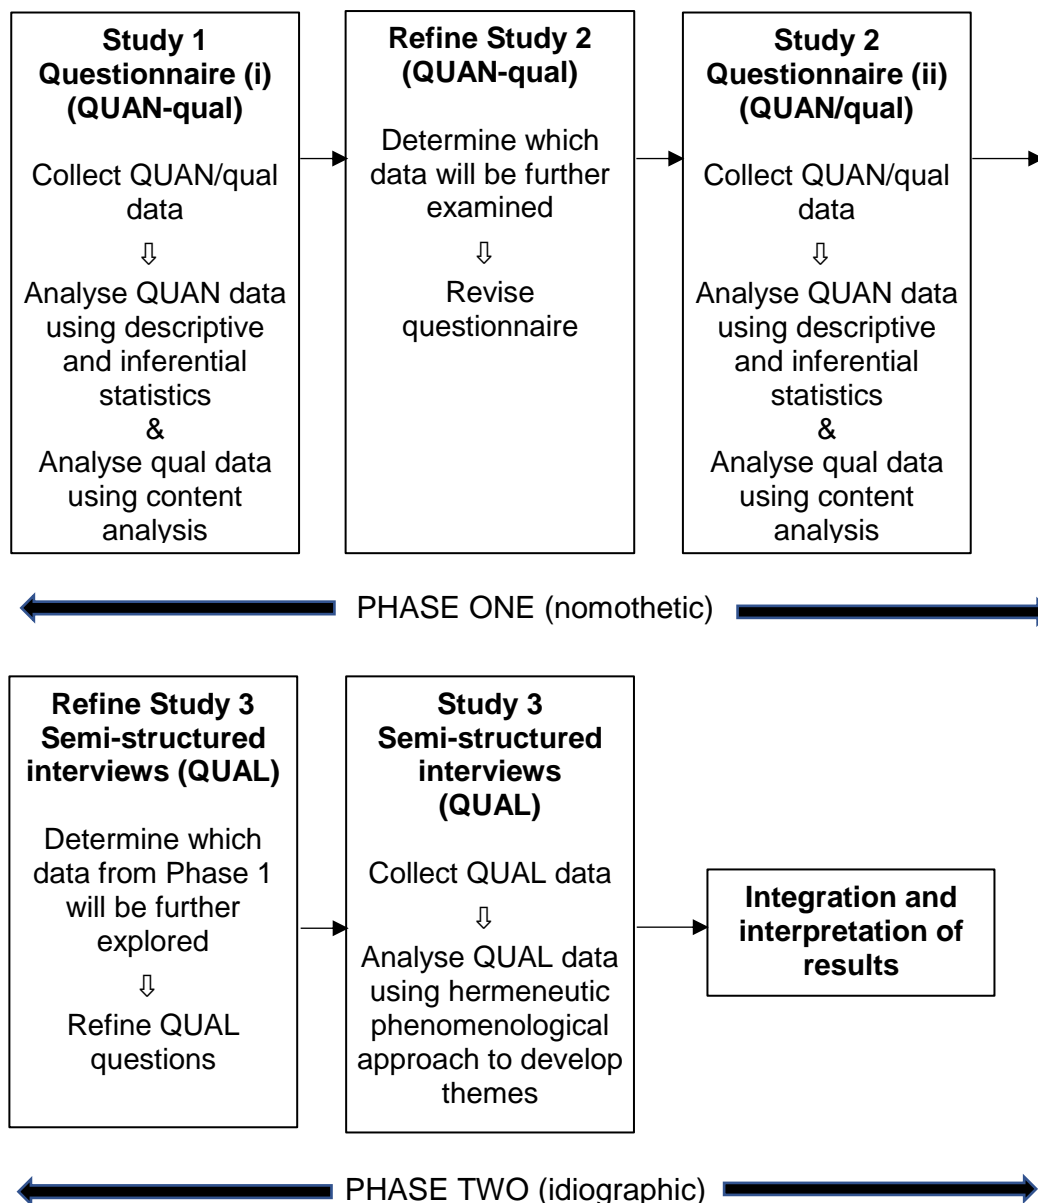 Study 1
Questionnaire (i)
(QUAN-qual)
Collect QUAN/qual
data
⇩
Analyse QUAN data
using descriptive
and inferential
statistics
&
Analyse qual data
using content
analysis
Refine Study 2
(QUAN-qual)
Determine which
data will be further
examined
⇩
Revise
questionnaire
Study 2
Questionnaire (ii)
(QUAN/qual)
Collect QUAN/qual
data
⇩
Analyse QUAN data
using descriptive
and inferential
statistics
&
Analyse qual data
using content
analysis
PHASE ONE (nomothetic)
Refine Study 3
Semi-structured
interviews (QUAL)
Determine which
data from Phase 1
will be further
explored
⇩
Refine QUAL
questions
Study 3
Semi-structured
interviews
(QUAL)
Collect QUAL data
⇩
Analyse QUAL data
using hermeneutic
phenomenological
approach to develop
themes
Integration and
interpretation of
results
PHASE TWO (idiographic)